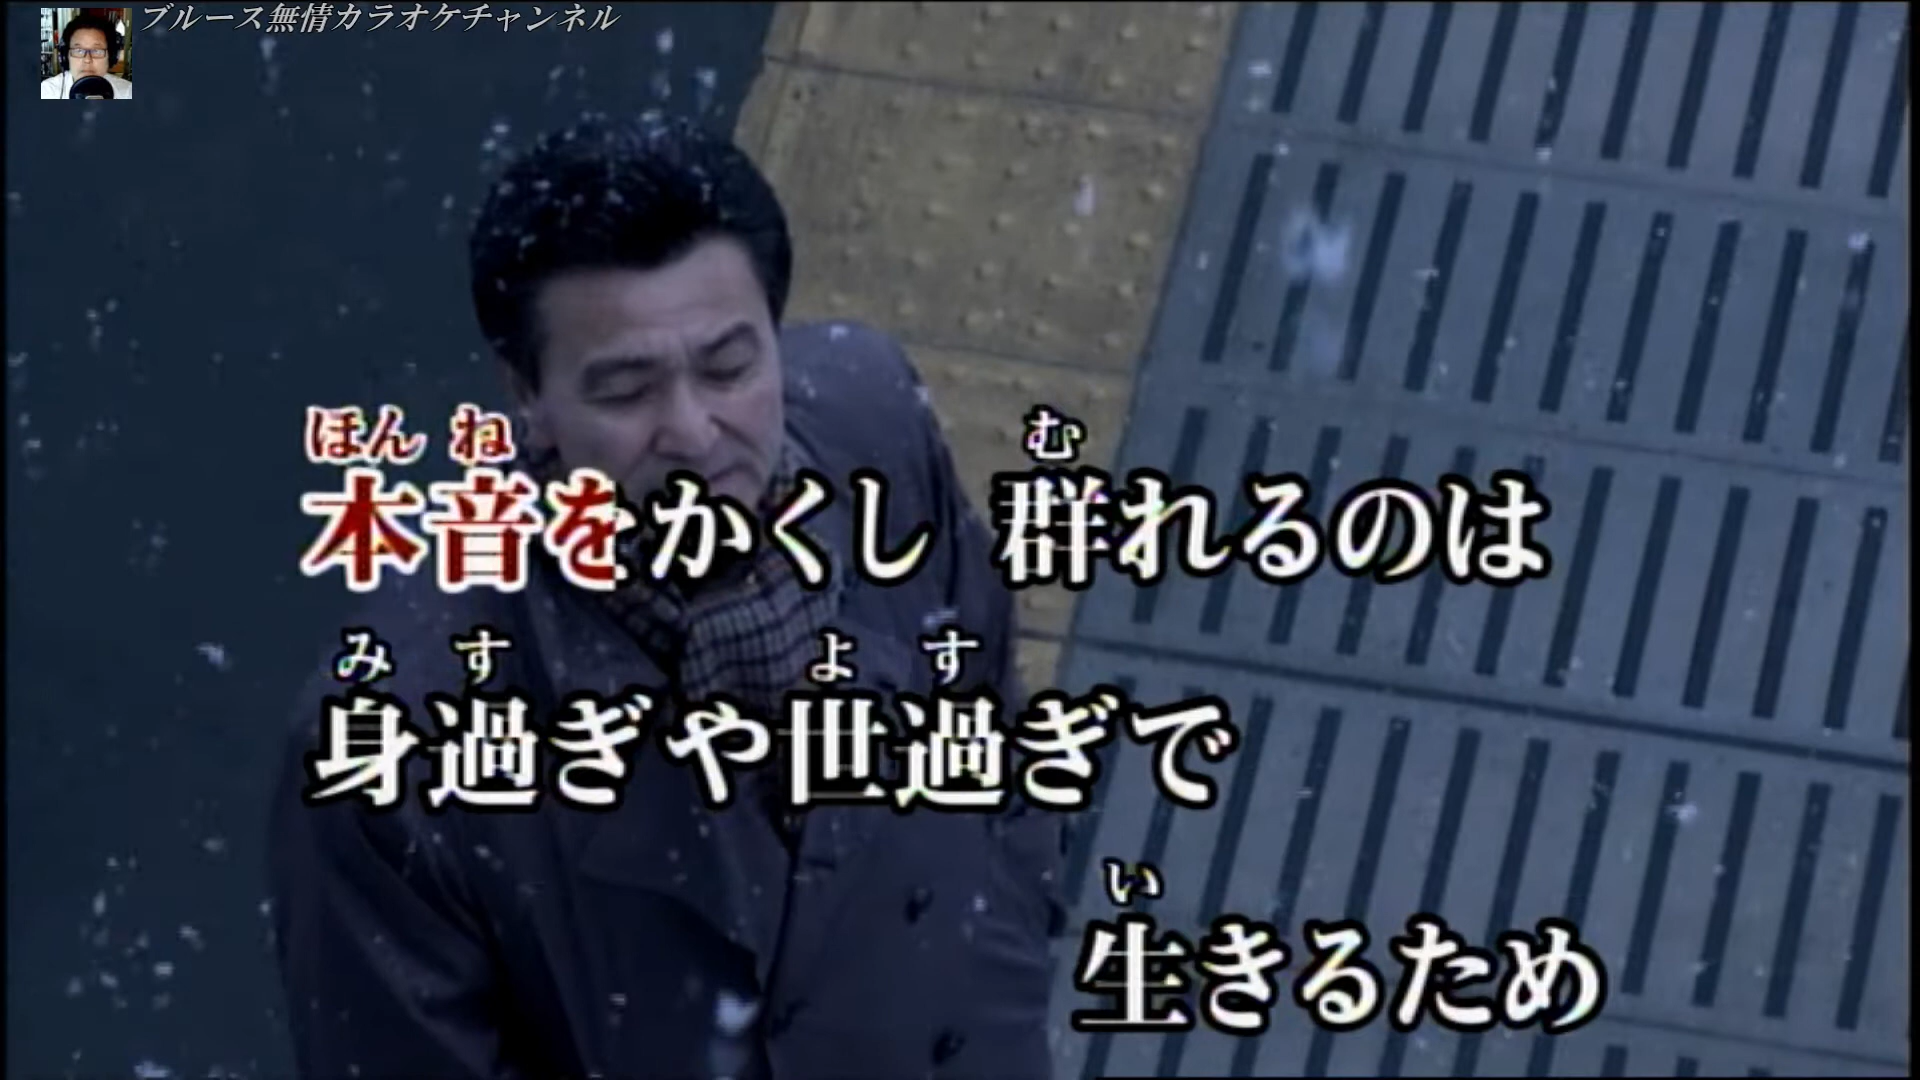 ブルース無情カラオケチャンネル
ほんね む
本音をかくし 群れるのは
みす よす
身過ぎや世過ぎで
い
生きるため